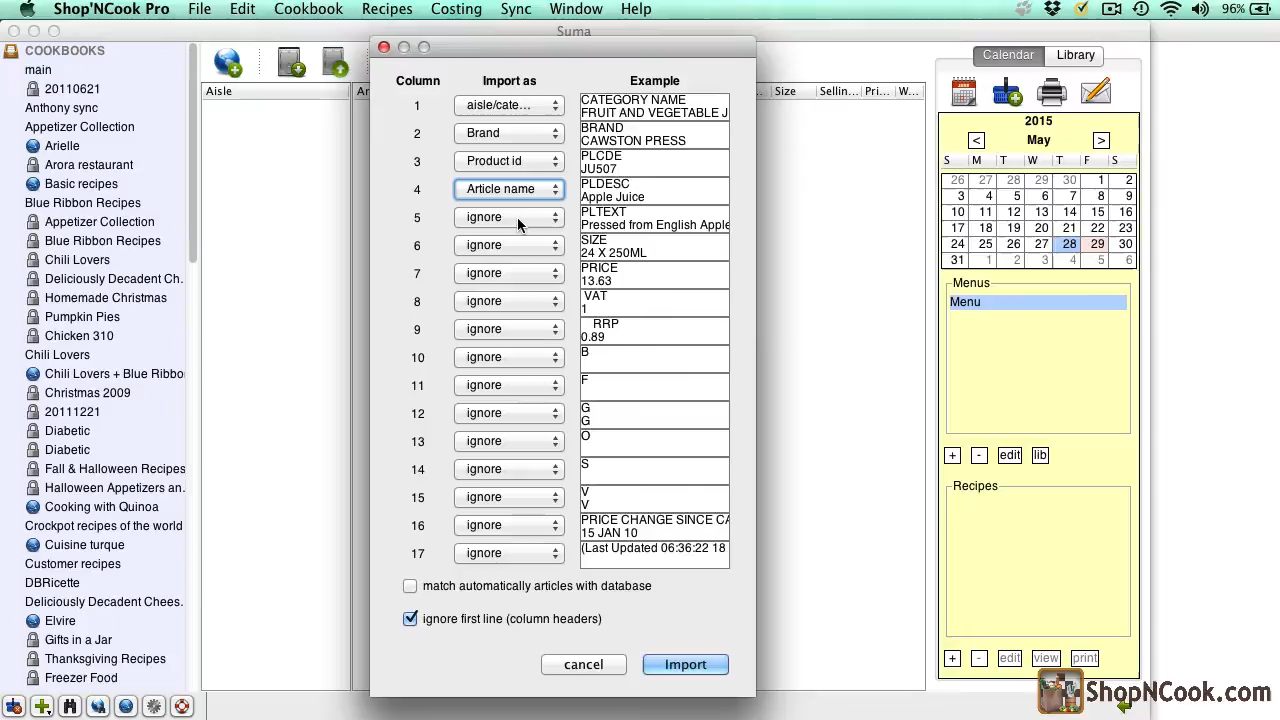 Shop'NCook Pro File Edit Cookbook Recipes Costing Sync Window Help 96%
Suma
COOKBOOKS
main
20110621
Anthony sync
Appetizer Collection
Arielle
Arora restaurant
Basic recipes
Blue Ribbon Recipes
Appetizer Collection
Blue Ribbon Recipes
Chili Lovers
Deliciously Decadent Ch.
Homemade Christmas
Pumpkin Pies
Chicken 310
Chili Lovers
Chili Lovers + Blue Ribbo
Christmas 2009
20111221
Diabetic
Diabetic
Fall & Halloween Recipes
Halloween Appetizers an.
Cooking with Quinoa
Crockpot recipes of the world
Cuisine turque
Customer recipes
DBRicette
Deliciously Decadent Chees.
Elvire
Gifts in a Jar
Thanksgiving Recipes
Freezer Food
Aisle Ar Size Sellin... Pri... W...
Column Import as Example
1 aisle/cate... CATEGORY NAME
FRUIT AND VEGETABLE J
2 Brand BRAND
CAWSTON PRESS
3 Product id PLCDE
JU507
4 Article name PLDESC
Apple Juice
5 ignore PLTEXT
Pressed from English Apple
6 ignore SIZE
24 X 250ML
7 ignore PRICE
13.63
8 ignore VAT
1
9 ignore RRP
0.89
10 ignore B
11 ignore F
12 ignore G
G
13 ignore O
14 ignore S
15 ignore V
V
16 ignore PRICE CHANGE SINCE CA
15 JAN 10
17 ignore (Last Updated 06:36:22 18
match automatically articles with database
ignore first line (column headers)
cancel Import
Calendar Library
2015
< May >
S M T W T F S
26 27 28 29 30 1 2
3 4 5 6 7 8 9
10 11 12 13 14 15 16
17 18 19 20 21 22 23
24 25 26 27 28 29 30
31 1 2 3 4 5 6
Menus
Menu
+ - edit lib
Recipes
+ - edit view print
ShopNCook.com